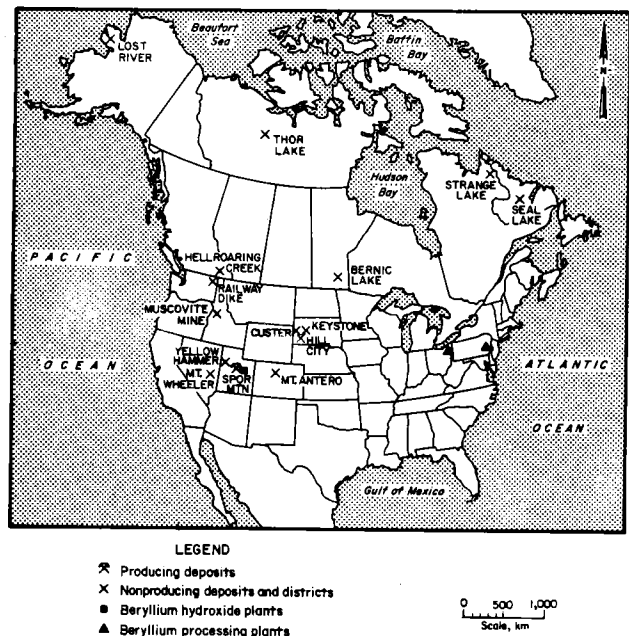 Beaufort
Sea
Baffin
Bay
LOST
RIVER
N
THOR
LAKE
Hudson
Bay
STRANGE
LAKE
SEAL
LAKE
PACIFIC
HELLROARING
CREEK
BERNIC
LAKE
RAILWAY
DIKE
MUSCOVITE
MINE
CUSTER
KEYSTONE
HILL
CITY
YELLOW
HAMMER
OCEAN
MT.
WHEELER
SPOR
MTN
MT. ANTERO
ATLANTIC
OCEAN
Gulf of Mexico
LEGEND
Producing deposits
Nonproducing deposits and districts
Beryllium hydroxide plants
Beryllium processing plants
0 500 1,000
Scale, km